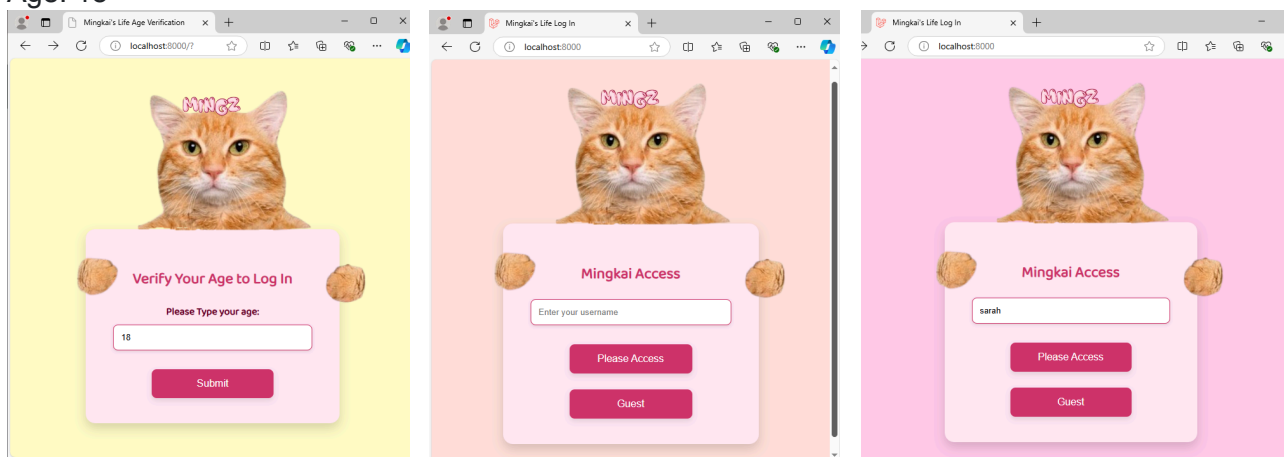 Age: 18
Mingkai's Life Age Verification
localhost:8000/?
MINGZ
Verify Your Age to Log In
Please Type your age:
18
Submit
Mingkai's Life Log In
localhost:8000
MINGZ
Mingkai Access
Enter your username
Please Access
Guest
Mingkai's Life Log In
localhost:8000
MINGZ
Mingkai Access
sarah
Please Access
Guest